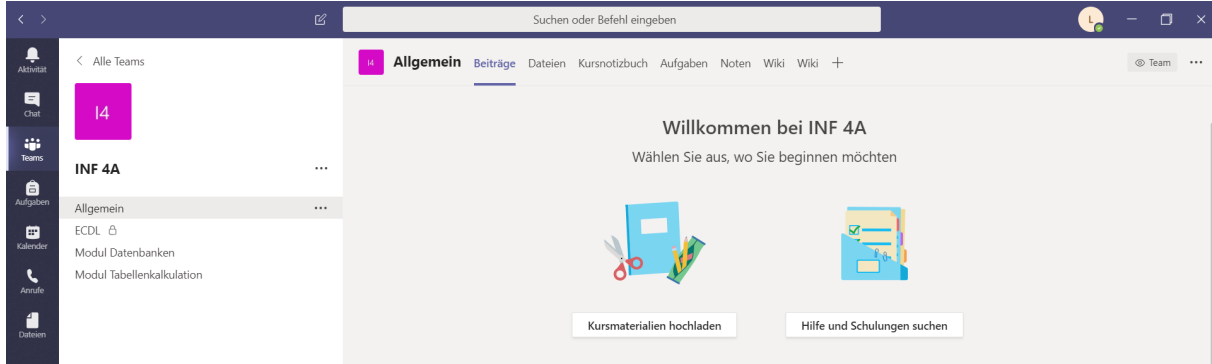 Suchen oder Befehl eingeben
L
Aktivität
Chat
Teams
Aufgaben
Kalender
Anrufe
Dateien
Alle Teams
I4
INF 4A
Allgemein
ECDL
Modul Datenbanken
Modul Tabellenkalkulation
I4 Allgemein Beiträge Dateien Kursnotizbuch Aufgaben Noten Wiki Wiki
Team
Willkommen bei INF 4A
Wählen Sie aus, wo Sie beginnen möchten
Kursmaterialien hochladen
Hilfe und Schulungen suchen